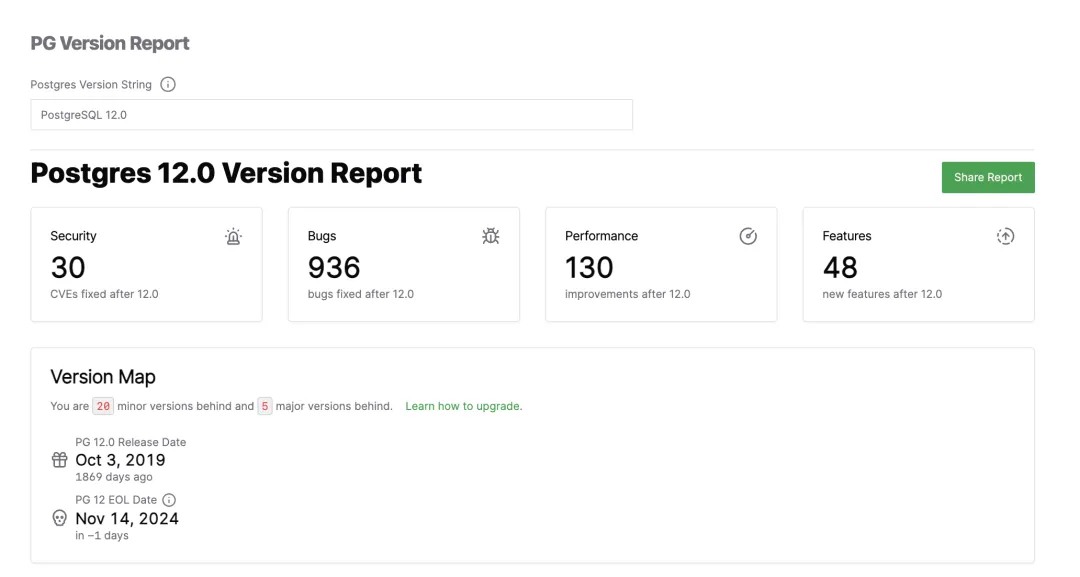 PG Version Report
Postgres Version String
PostgreSQL 12.0
Postgres 12.0 Version Report
Share Report
Security
30
CVEs fixed after 12.0
Bugs
936
bugs fixed after 12.0
Performance
130
improvements after 12.0
Features
48
new features after 12.0
Version Map
You are 20 minor versions behind and 5 major versions behind. Learn how to upgrade.
PG 12.0 Release Date
Oct 3, 2019
1869 days ago
PG 12 EOL Date
Nov 14, 2024
in −1 days